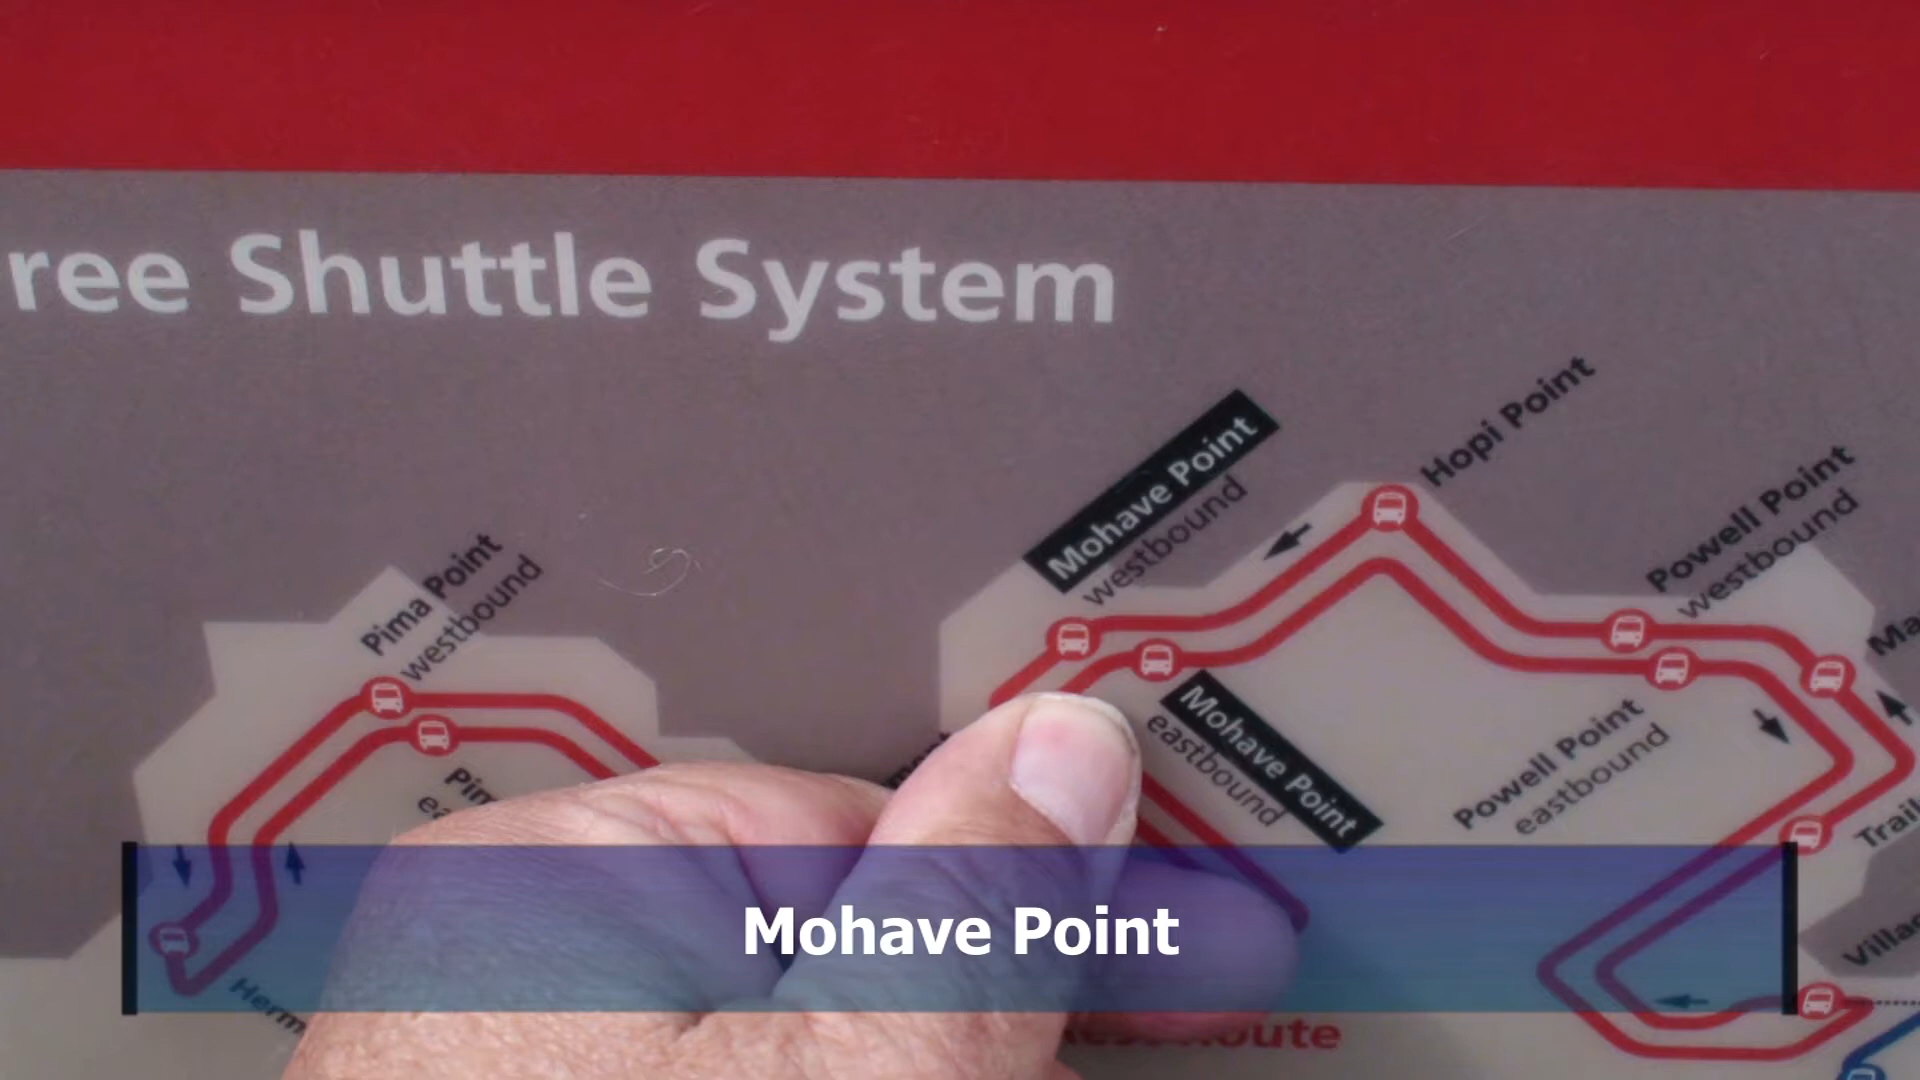 ree Shuttle System
Hopi Point
Mohave Point
westbound
Powell Point
westbound
Pima Point
westbound
Mohave Point
eastbound
Powell Point
eastbound
Mohave Point